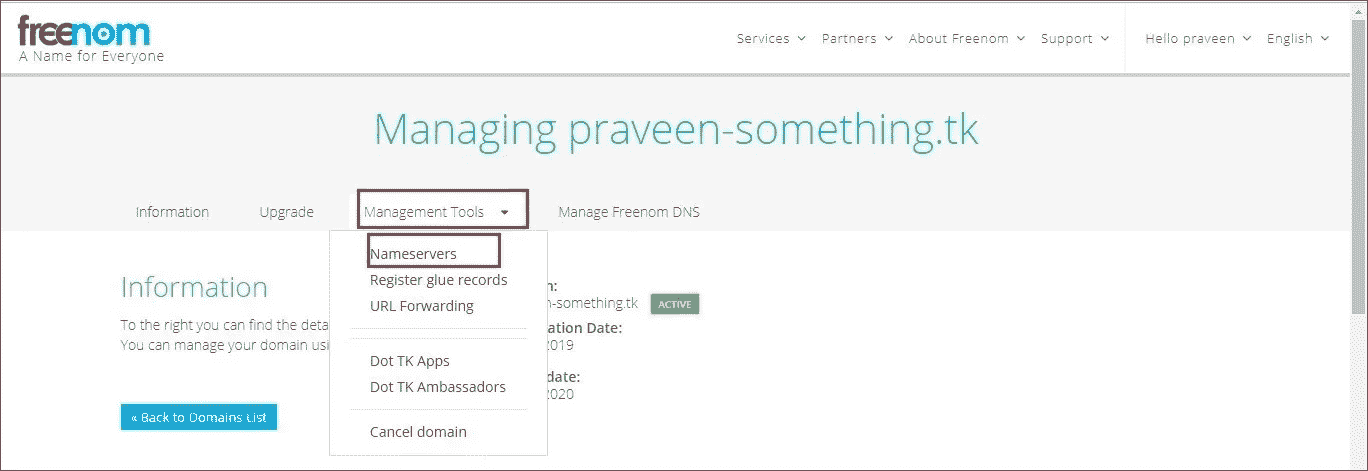 freenom
A Name for Everyone
Services Partners About Freenom Support Hello praveen English
Managing praveen-something.tk
Information Upgrade Management Tools Manage Freenom DNS
Nameservers
Register glue records
URL Forwarding
Dot TK Apps
Dot TK Ambassadors
Cancel domain
Information
To the right you can find the deta
You can manage your domain usi
« Back to Domains List
n:
n-something.tk ACTIVE
ation Date:
2019
date:
2020